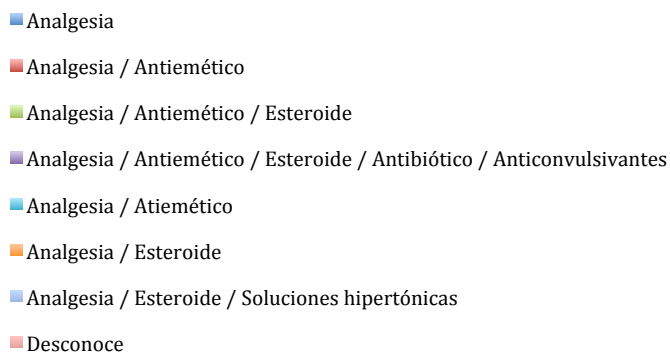 Analgesia
Analgesia / Antiemético
Analgesia / Antiemético / Esteroide
Analgesia / Antiemético / Esteroide / Antibiótico / Anticonvulsivantes
Analgesia / Atiemético
Analgesia / Esteroide
Analgesia / Esteroide / Soluciones hipertónicas
Desconoce